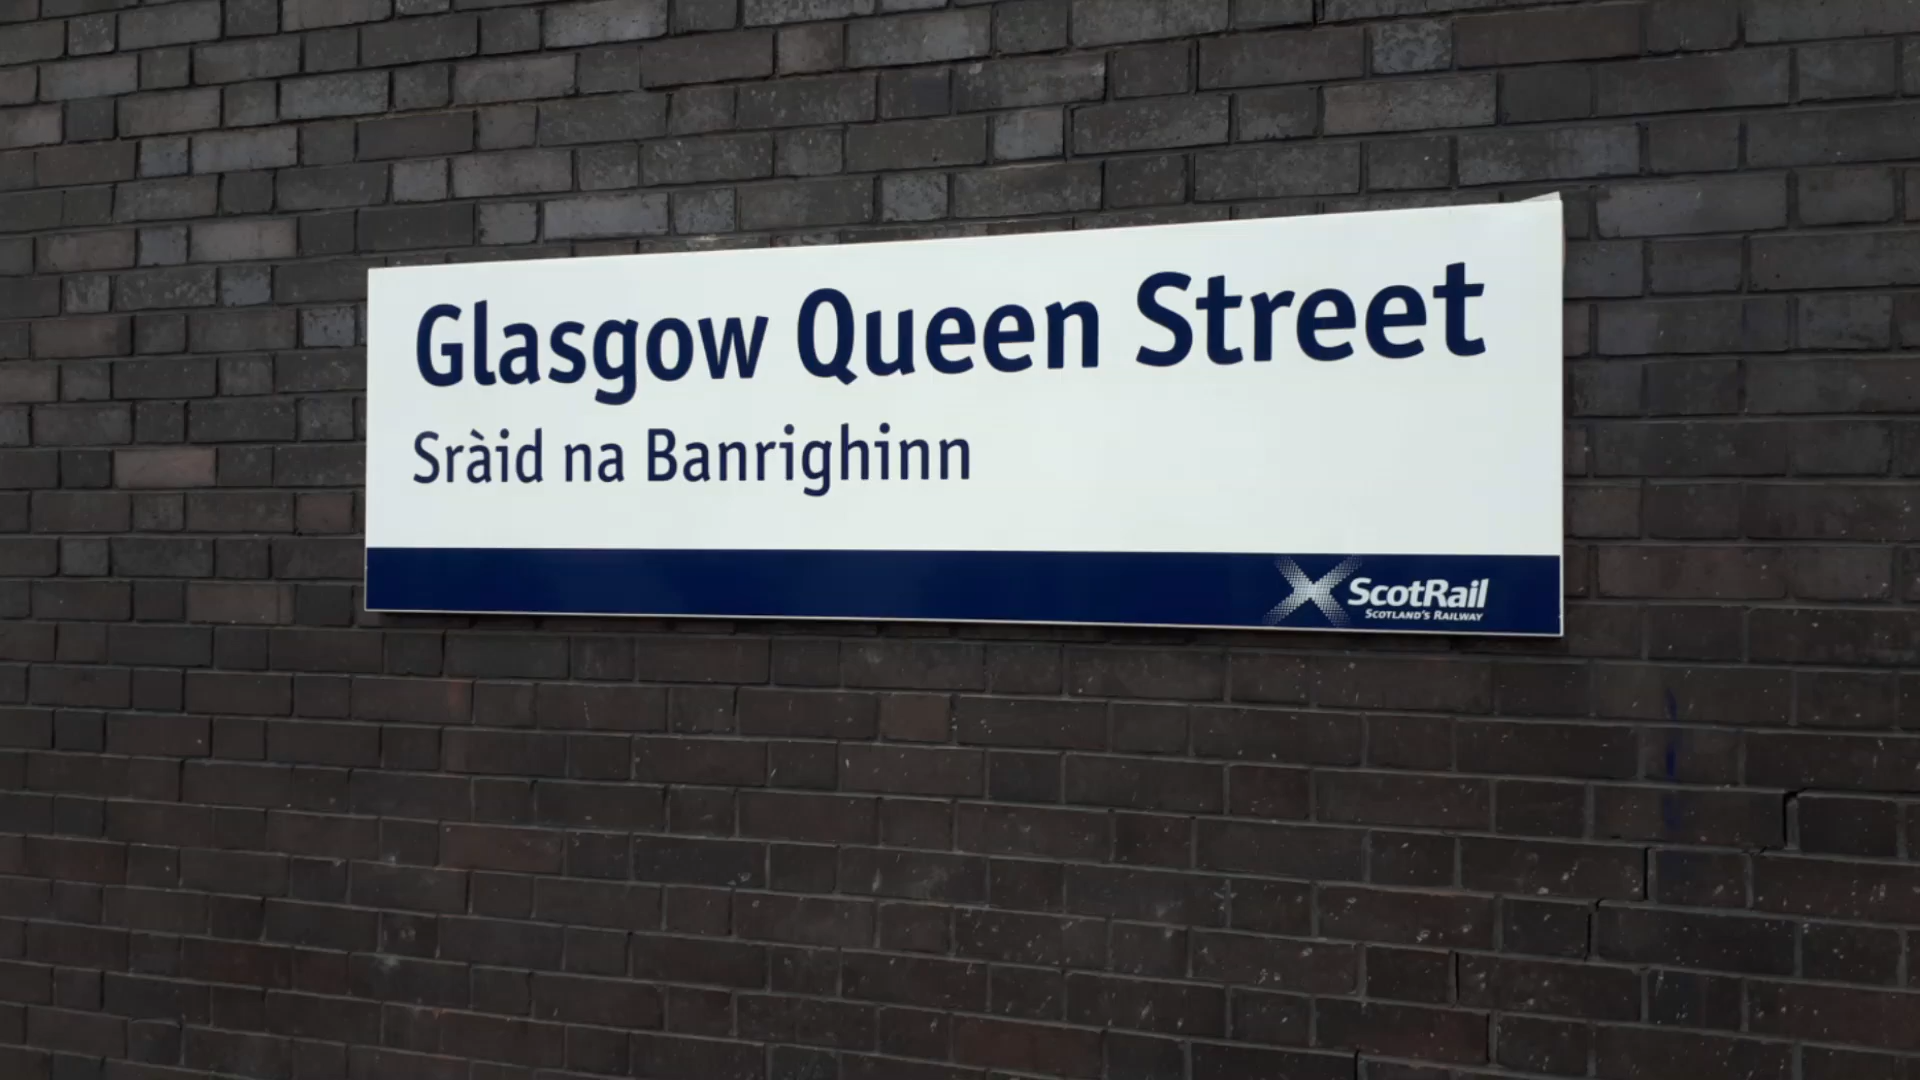 Glasgow Queen Street
Sràid na Banrighinn
ScotRail
SCOTLAND'S RAILWAY